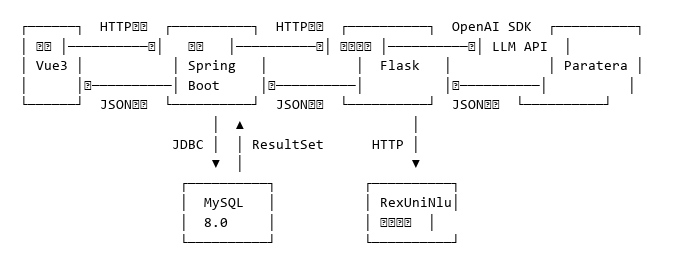 HTTP OpenAI SDK
HTTP
LLM API
Vue3 Spring Flask Paratera
Boot
JSON JSON JSON
JDBC ResultSet HTTP
MySQL RexUniNlu
8.0